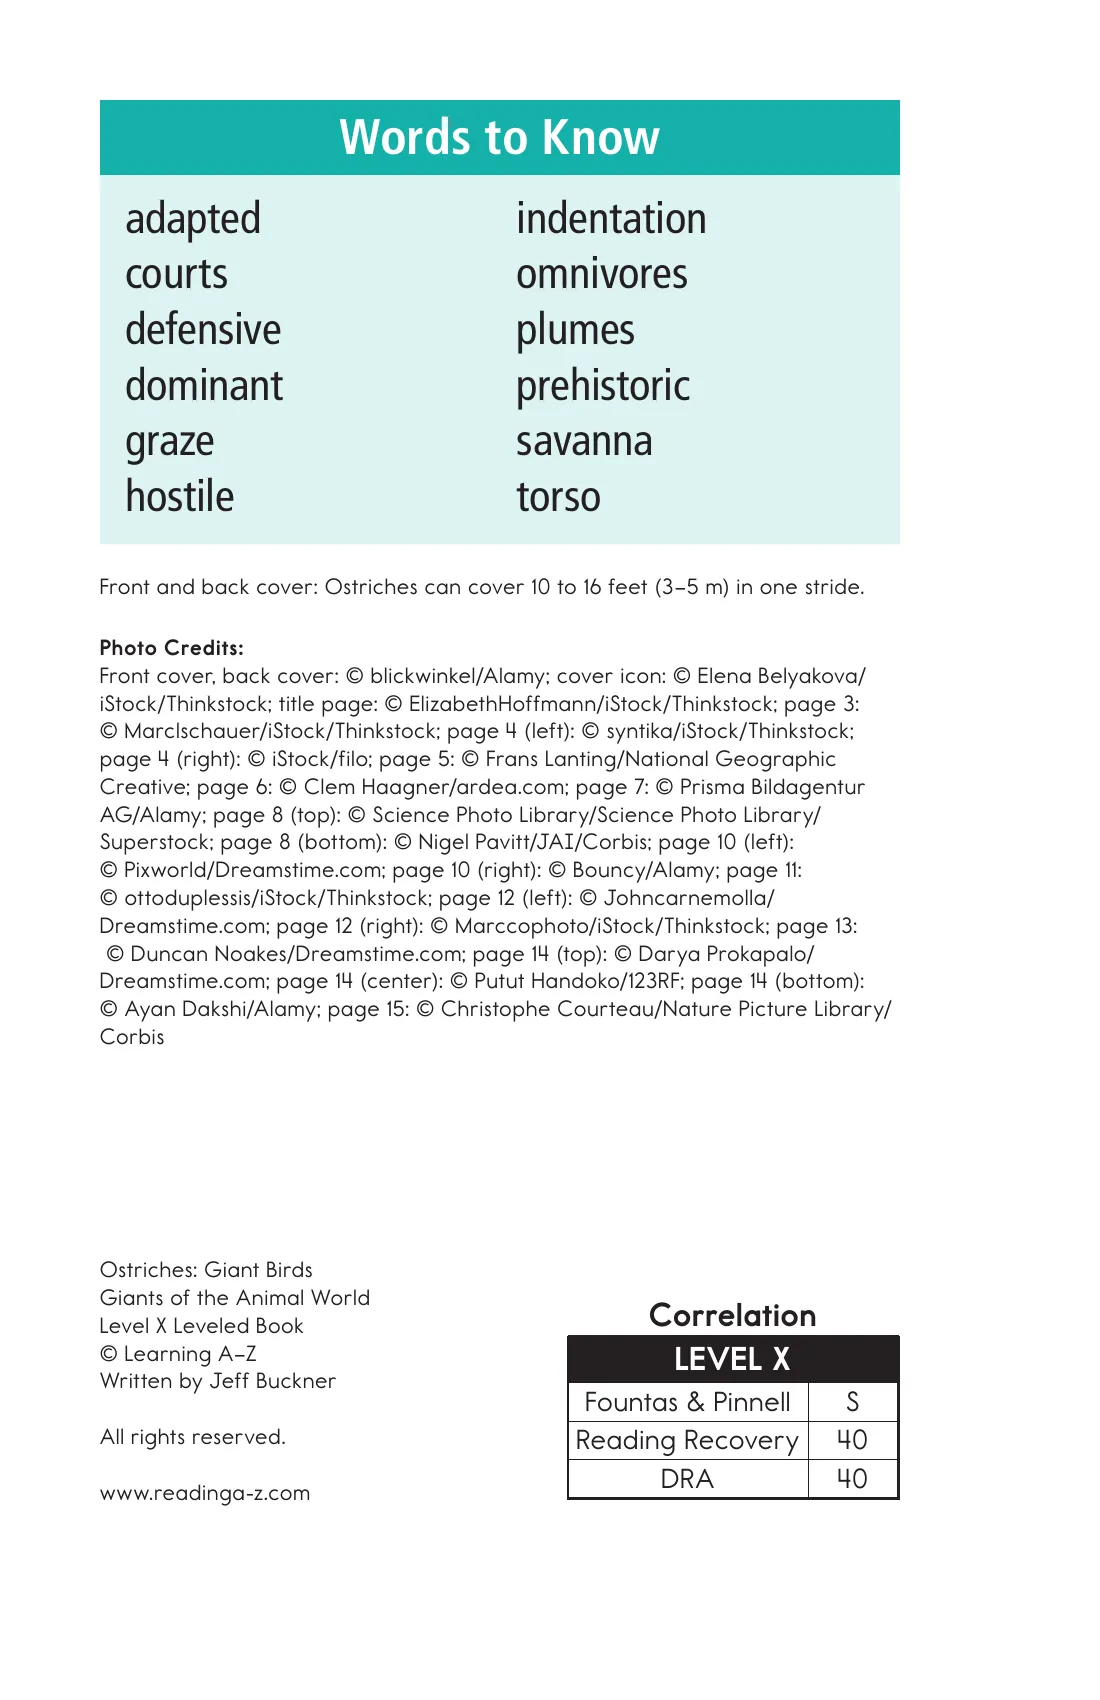 Words to Know
adapted
courts
defensive
dominant
graze
hostile
indentation
omnivores
plumes
prehistoric
savanna
torso
Front and back cover: Ostriches can cover 10 to 16 feet (3–5 m) in one stride.
Photo Credits:
Front cover, back cover: © blickwinkel/Alamy; cover icon: © Elena Belyakova/
iStock/Thinkstock; title page: © ElizabethHoffmann/iStock/Thinkstock; page 3:
© Marclschauer/iStock/Thinkstock; page 4 (left): © syntika/iStock/Thinkstock;
page 4 (right): © iStock/filo; page 5: © Frans Lanting/National Geographic
Creative; page 6: © Clem Haagner/ardea.com; page 7: © Prisma Bildagentur
AG/Alamy; page 8 (top): © Science Photo Library/Science Photo Library/
Superstock; page 8 (bottom): © Nigel Pavitt/JAI/Corbis; page 10 (left):
© Pixworld/Dreamstime.com; page 10 (right): © Bouncy/Alamy; page 11:
© ottoduplessis/iStock/Thinkstock; page 12 (left): © Johncarnemolla/
Dreamstime.com; page 12 (right): © Marccophoto/iStock/Thinkstock; page 13:
© Duncan Noakes/Dreamstime.com; page 14 (top): © Darya Prokapalo/
Dreamstime.com; page 14 (center): © Putut Handoko/123RF; page 14 (bottom):
© Ayan Dakshi/Alamy; page 15: © Christophe Courteau/Nature Picture Library/
Corbis
Ostriches: Giant Birds
Giants of the Animal World
Level X Leveled Book
© Learning A–Z
Written by Jeff Buckner
All rights reserved.
www.readinga-z.com
Correlation
LEVEL X
Fountas & Pinnell S
Reading Recovery 40
DRA 40